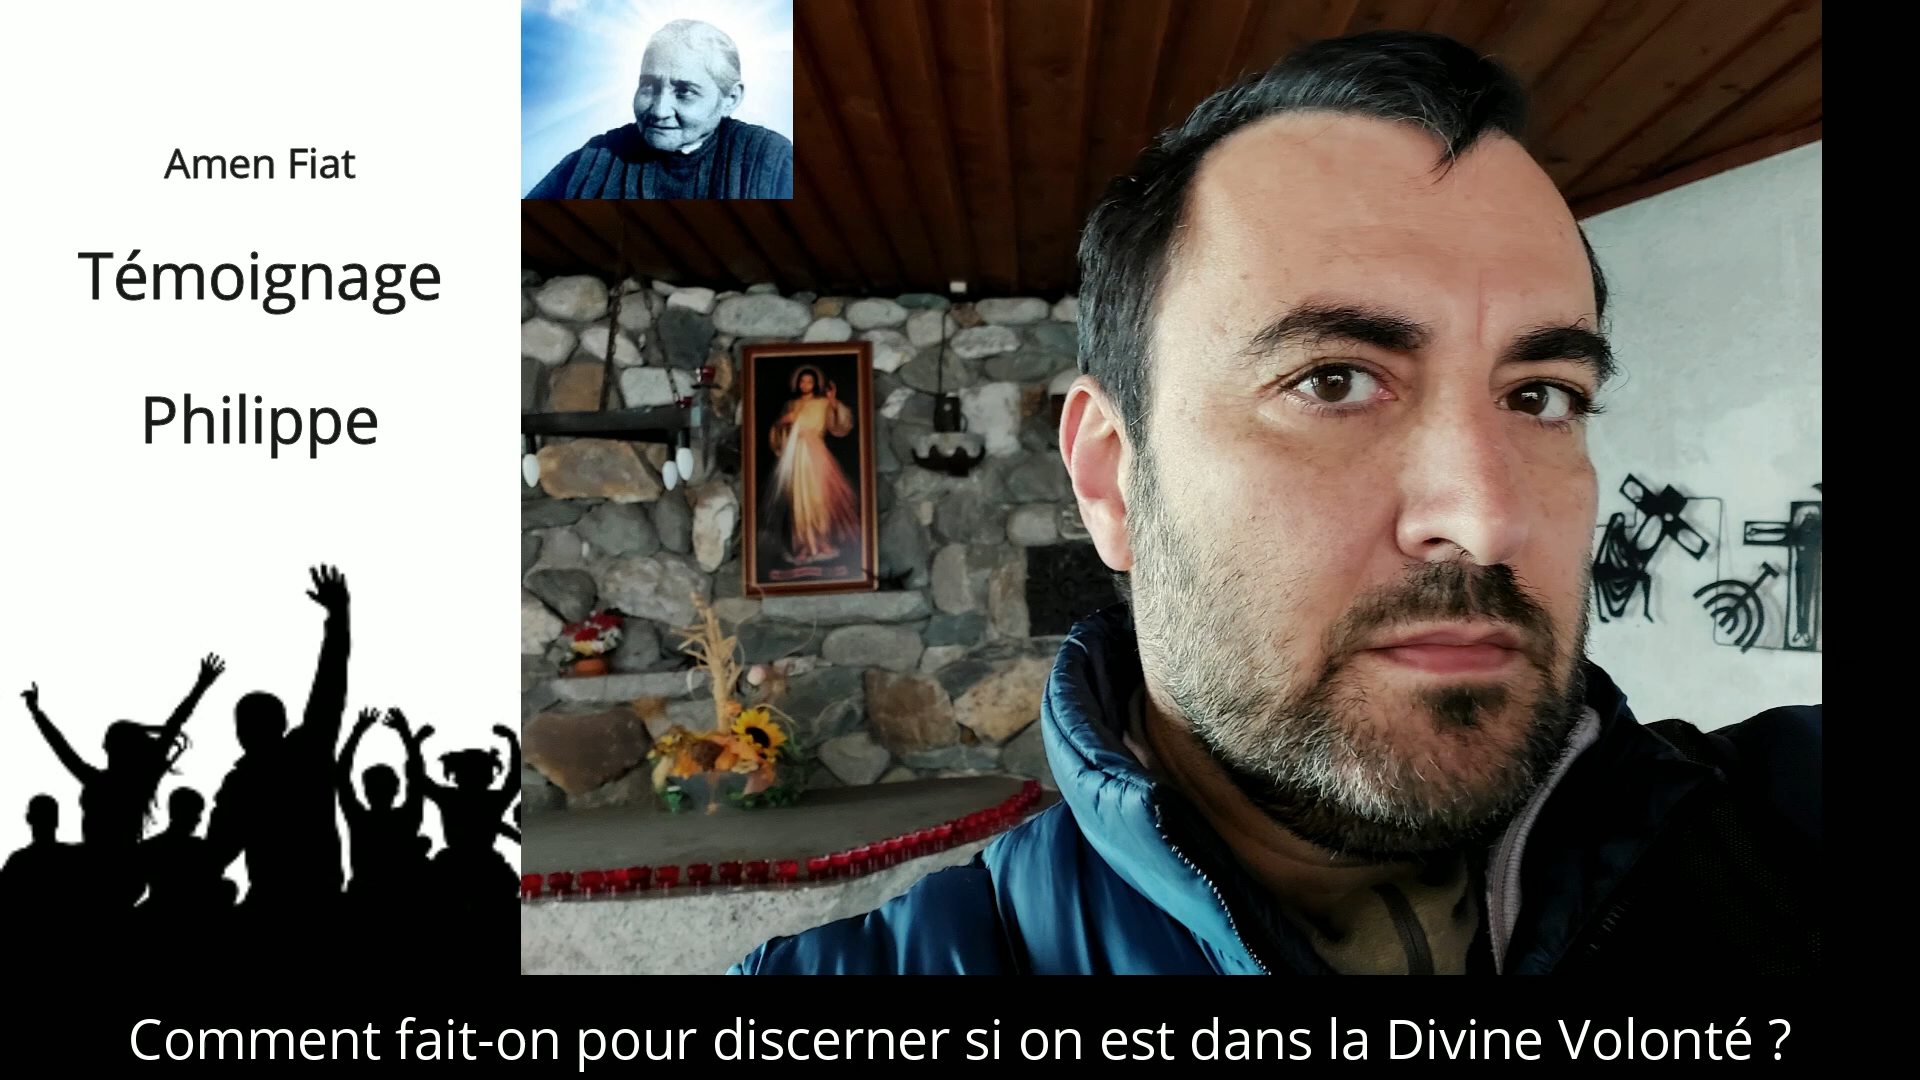 Amen Fiat
Témoignage
Philippe
Comment fait-on pour discerner si on est dans la Divine Volonté ?